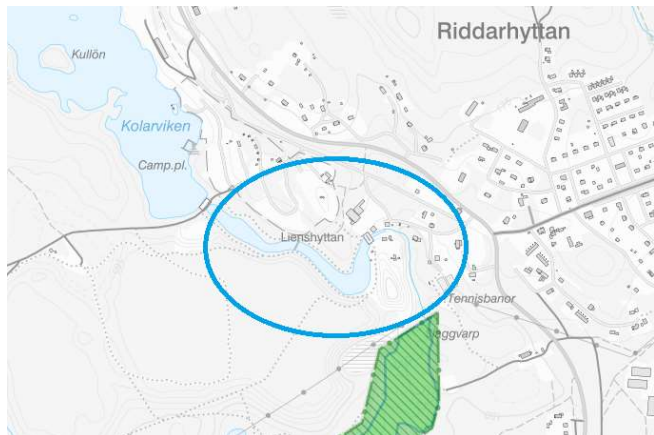 Riddarhyttan
Kullön
Kolarviken
Camp.pl.
Lienshyttan
Tennisbanor